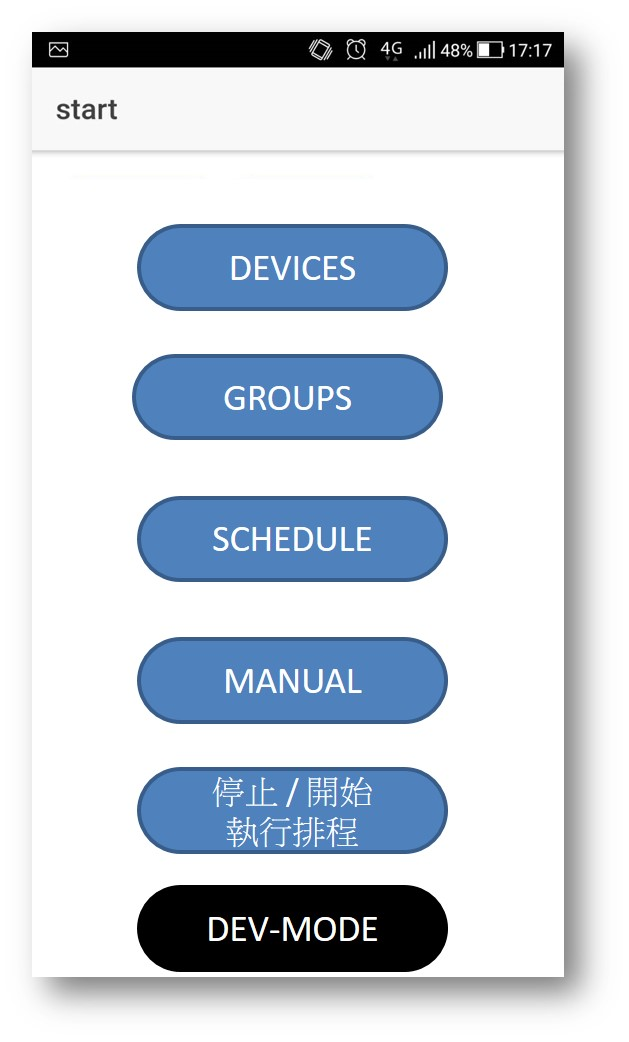 4G 48% 17:17
start
DEVICES
GROUPS
SCHEDULE
MANUAL
停止 / 開始
執行排程
DEV-MODE